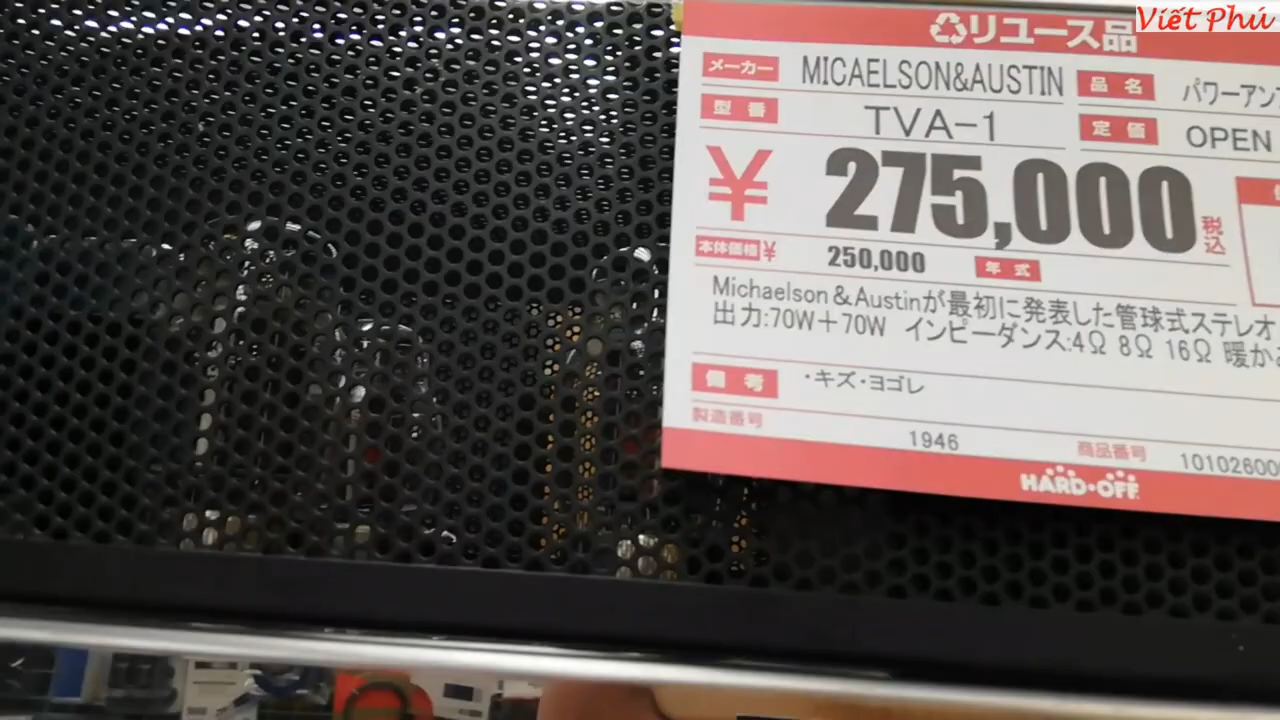 Viết Phú
リユース品
メーカー MICAELSON&AUSTIN 品名 パワーアン
型番 TVA-1 定価 OPEN
¥ 275,000 税込
本体価格¥ 250,000 年式
Michaelson&Austinが最初に発表した管球式ステレオ
出力:70W+70W インピーダンス:4Ω 8Ω 16Ω 暖か
備考 ・キズ・ヨゴレ
製造番号 1946 商品番号 10102600
HARD・OFF